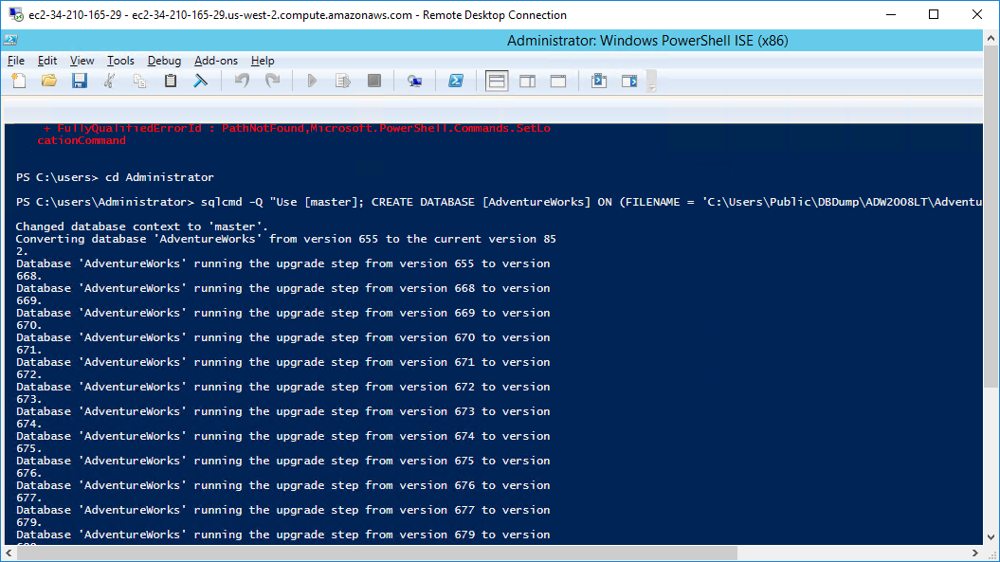 ec2-34-210-165-29 - ec2-34-210-165-29.us-west-2.compute.amazonaws.com - Remote Desktop Connection
Administrator: Windows PowerShell ISE (x86)
File Edit View Tools Debug Add-ons Help
+ FullyQualifiedErrorId : PathNotFound,Microsoft.PowerShell.Commands.SetLo
cationCommand
PS C:\users> cd Administrator
PS C:\users\Administrator> sqlcmd -Q "Use [master]; CREATE DATABASE [AdventureWorks] ON (FILENAME = 'C:\Users\Public\DBDump\ADW2008LT\Adventu
Changed database context to 'master'.
Converting database 'AdventureWorks' from version 655 to the current version 85
2.
Database 'AdventureWorks' running the upgrade step from version 655 to version
668.
Database 'AdventureWorks' running the upgrade step from version 668 to version
669.
Database 'AdventureWorks' running the upgrade step from version 669 to version
670.
Database 'AdventureWorks' running the upgrade step from version 670 to version
671.
Database 'AdventureWorks' running the upgrade step from version 671 to version
672.
Database 'AdventureWorks' running the upgrade step from version 672 to version
673.
Database 'AdventureWorks' running the upgrade step from version 673 to version
674.
Database 'AdventureWorks' running the upgrade step from version 674 to version
675.
Database 'AdventureWorks' running the upgrade step from version 675 to version
676.
Database 'AdventureWorks' running the upgrade step from version 676 to version
677.
Database 'AdventureWorks' running the upgrade step from version 677 to version
679.
Database 'AdventureWorks' running the upgrade step from version 679 to version